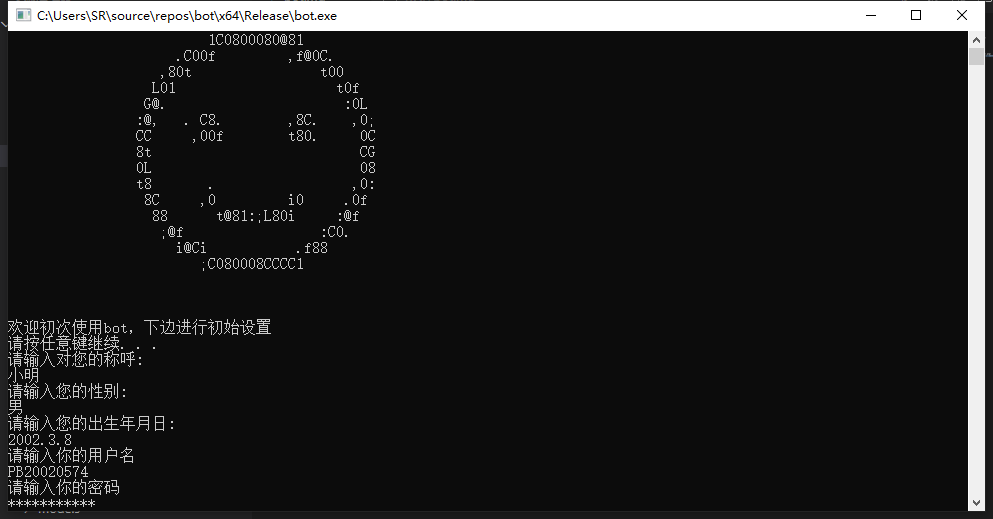 C:\Users\SR\source\repos\bot\x64\Release\bot.exe
1C0800080@81
.C00f ,f@0C.
,80t t00
L01 t0f
G@. :0L
:@, . C8. ,8C. ,0;
CC ,00f t80. 0C
8t CG
0L 08
t8 . ,0:
8C ,0 i0 .0f
88 t@81:;L80i :@f
;@f :C0.
i@Ci .f88
;C080008CCCC1
欢迎初次使用bot，下边进行初始设置
请按任意键继续. . .
请输入对您的称呼:
小明
请输入您的性别:
男
请输入您的出生年月日:
2002.3.8
请输入你的用户名
PB20020574
请输入你的密码
***********